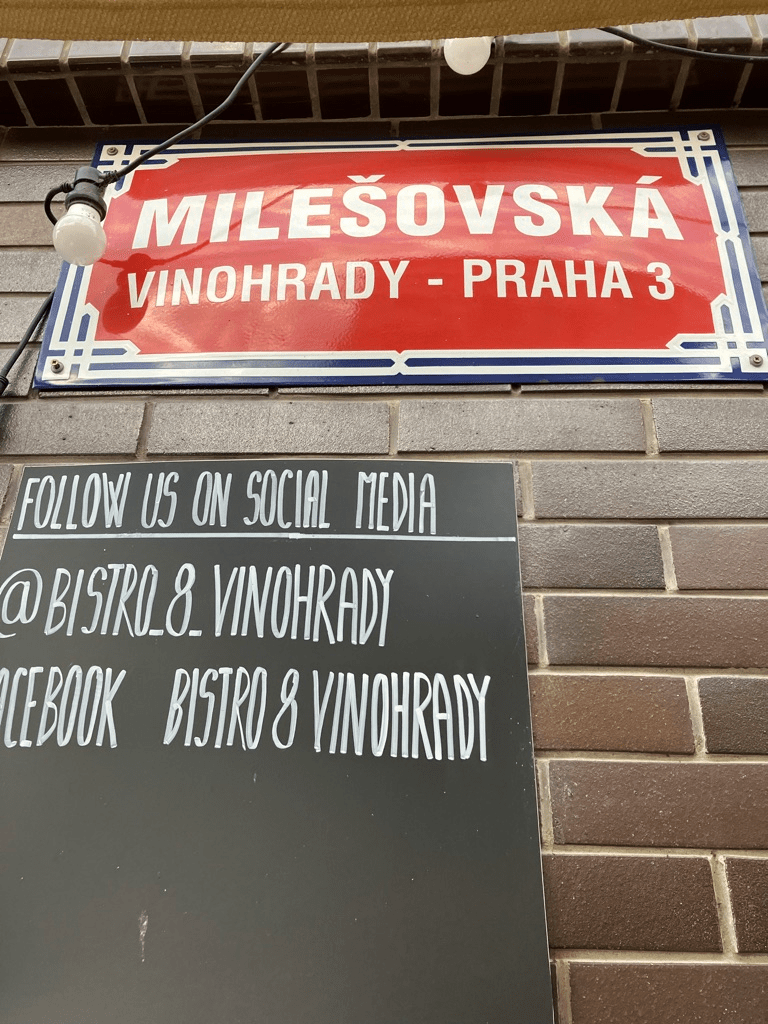 MILEŠOVSKÁ
VINOHRADY - PRAHA 3
FOLLOW US ON SOCIAL MEDIA
@BISTRO_8_VINOHRADY
ACEBOOK BISTRO 8 VINOHRADY